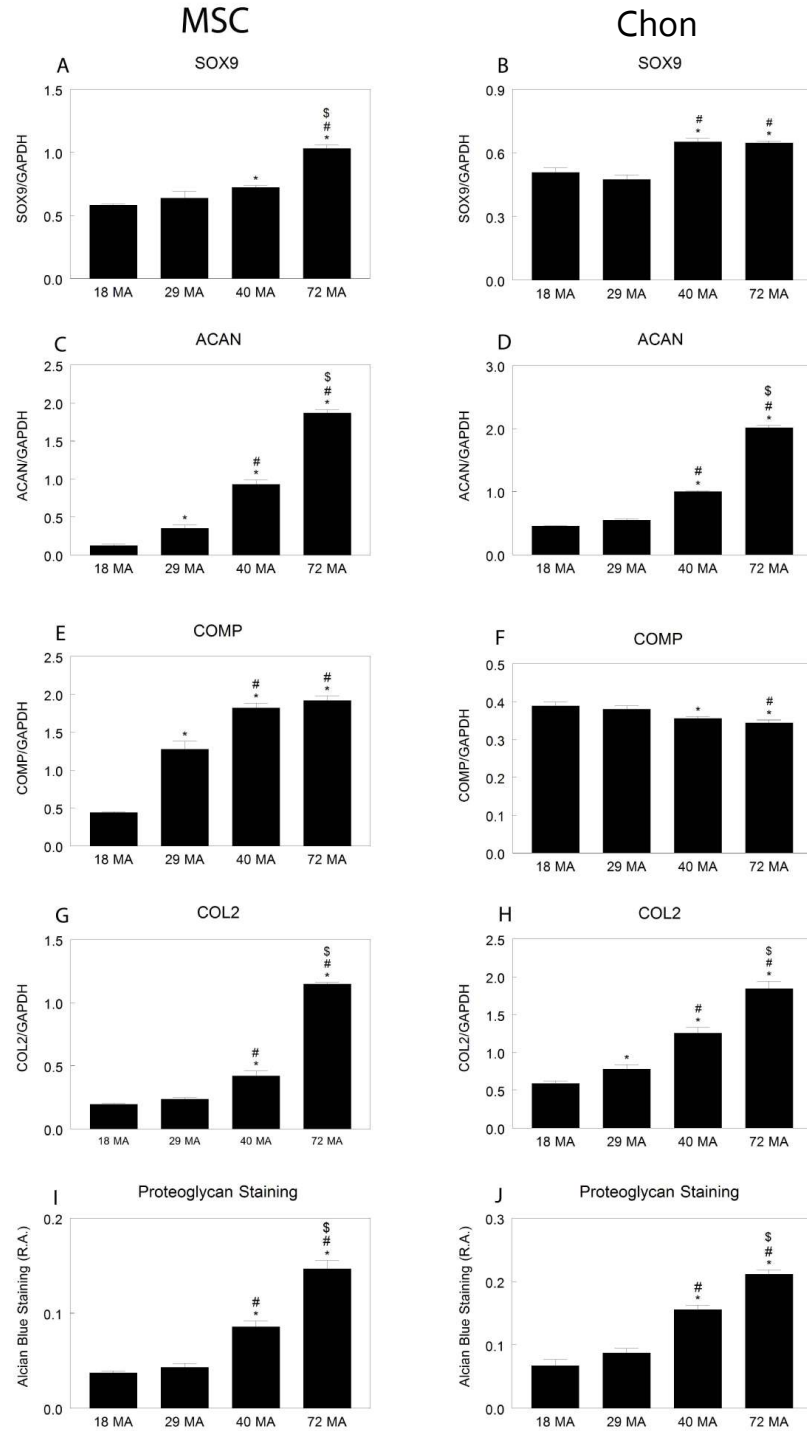 MSC
Chon
A
SOX9
SOX9/GAPDH
1.5
1.0
0.5
0.0
*
$
#
*
18 MA 29 MA 40 MA 72 MA
B
SOX9
SOX9/GAPDH
0.9
0.6
0.3
0.0
#
*
#
*
18 MA 29 MA 40 MA 72 MA
C
ACAN
ACAN/GAPDH
2.5
2.0
1.5
1.0
0.5
0.0
*
#
*
$
#
*
18 MA 29 MA 40 MA 72 MA
D
ACAN
ACAN/GAPDH
3.0
2.0
1.0
0.0
#
*
$
#
*
18 MA 29 MA 40 MA 72 MA
E
COMP
COMP/GAPDH
2.5
2.0
1.5
1.0
0.5
0.0
*
#
*
#
*
18 MA 29 MA 40 MA 72 MA
F
COMP
COMP/GAPDH
0.5
0.4
0.3
0.2
0.1
0.0
*
#
*
18 MA 29 MA 40 MA 72 MA
G
COL2
COL2/GAPDH
1.5
1.0
0.5
0.0
#
*
$
#
*
18 MA 29 MA 40 MA 72 MA
H
COL2
COL2/GAPDH
2.5
2.0
1.5
1.0
0.5
0.0
*
#
*
$
#
*
18 MA 29 MA 40 MA 72 MA
I
Proteoglycan Staining
Alcian Blue Staining (R.A.)
0.2
0.1
0.0
#
*
$
#
*
18 MA 29 MA 40 MA 72 MA
J
Proteoglycan Staining
Alcian Blue Staining (R.A.)
0.3
0.2
0.1
0.0
#
*
$
#
*
18 MA 29 MA 40 MA 72 MA